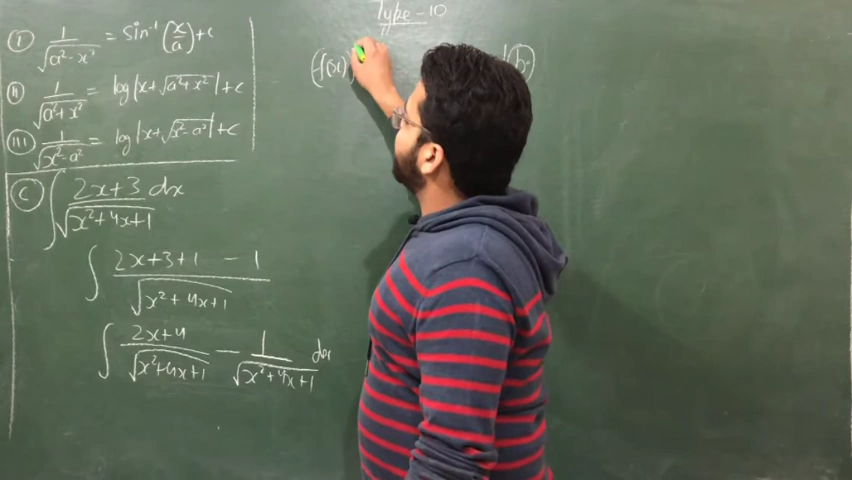 Type - 10
(I) 1/√(a²-x²) = sin⁻¹(x/a) + c
(II) 1/√(a²+x²) = log|x+√(a²+x²)| + c
(III) 1/√(x²-a²) = log|x+√(x²-a²)| + c
(C) ∫ (2x+3)/√(x²+4x+1) dx
∫ (2x+3+1 - 1)/√(x²+4x+1)
∫ (2x+4)/√(x²+4x+1) - 1/√(x²+4x+1) dx
(f(x)